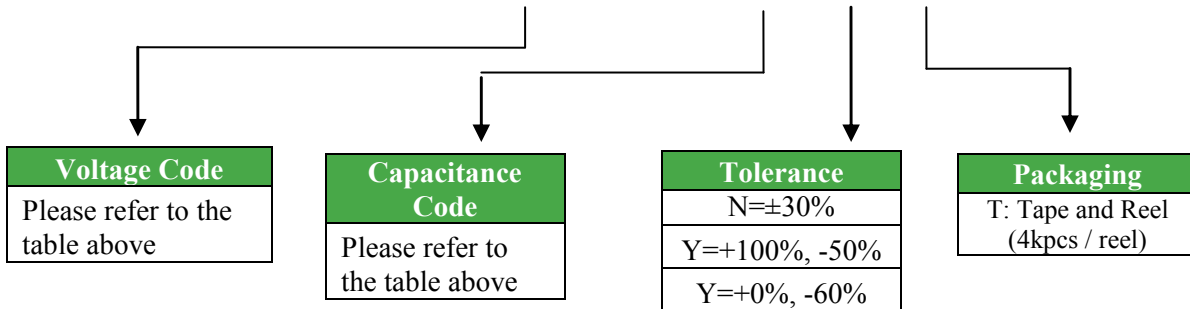 Voltage Code
Please refer to the
table above
Capacitance
Code
Please refer to
the table above
Tolerance
N=±30%
Y=+100%, -50%
Y=+0%, -60%
Packaging
T: Tape and Reel
(4kpcs / reel)